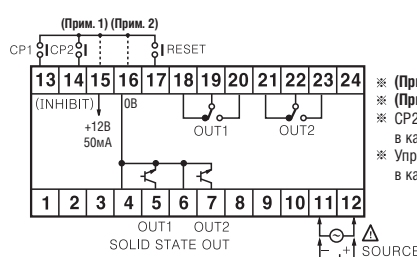 (Прим. 1) (Прим. 2)
CP1 CP2 RESET
13 14 15 16 17 18 19 20 21 22 23 24
(INHIBIT) 0В
+12В
50мА
OUT1 OUT2
1 2 3 4 5 6 7 8 9 10 11 12
OUT1 OUT2
SOLID STATE OUT
- +
SOURCE
※ (При
※ (При
※ CP2
в ка
※ Упр
в ка